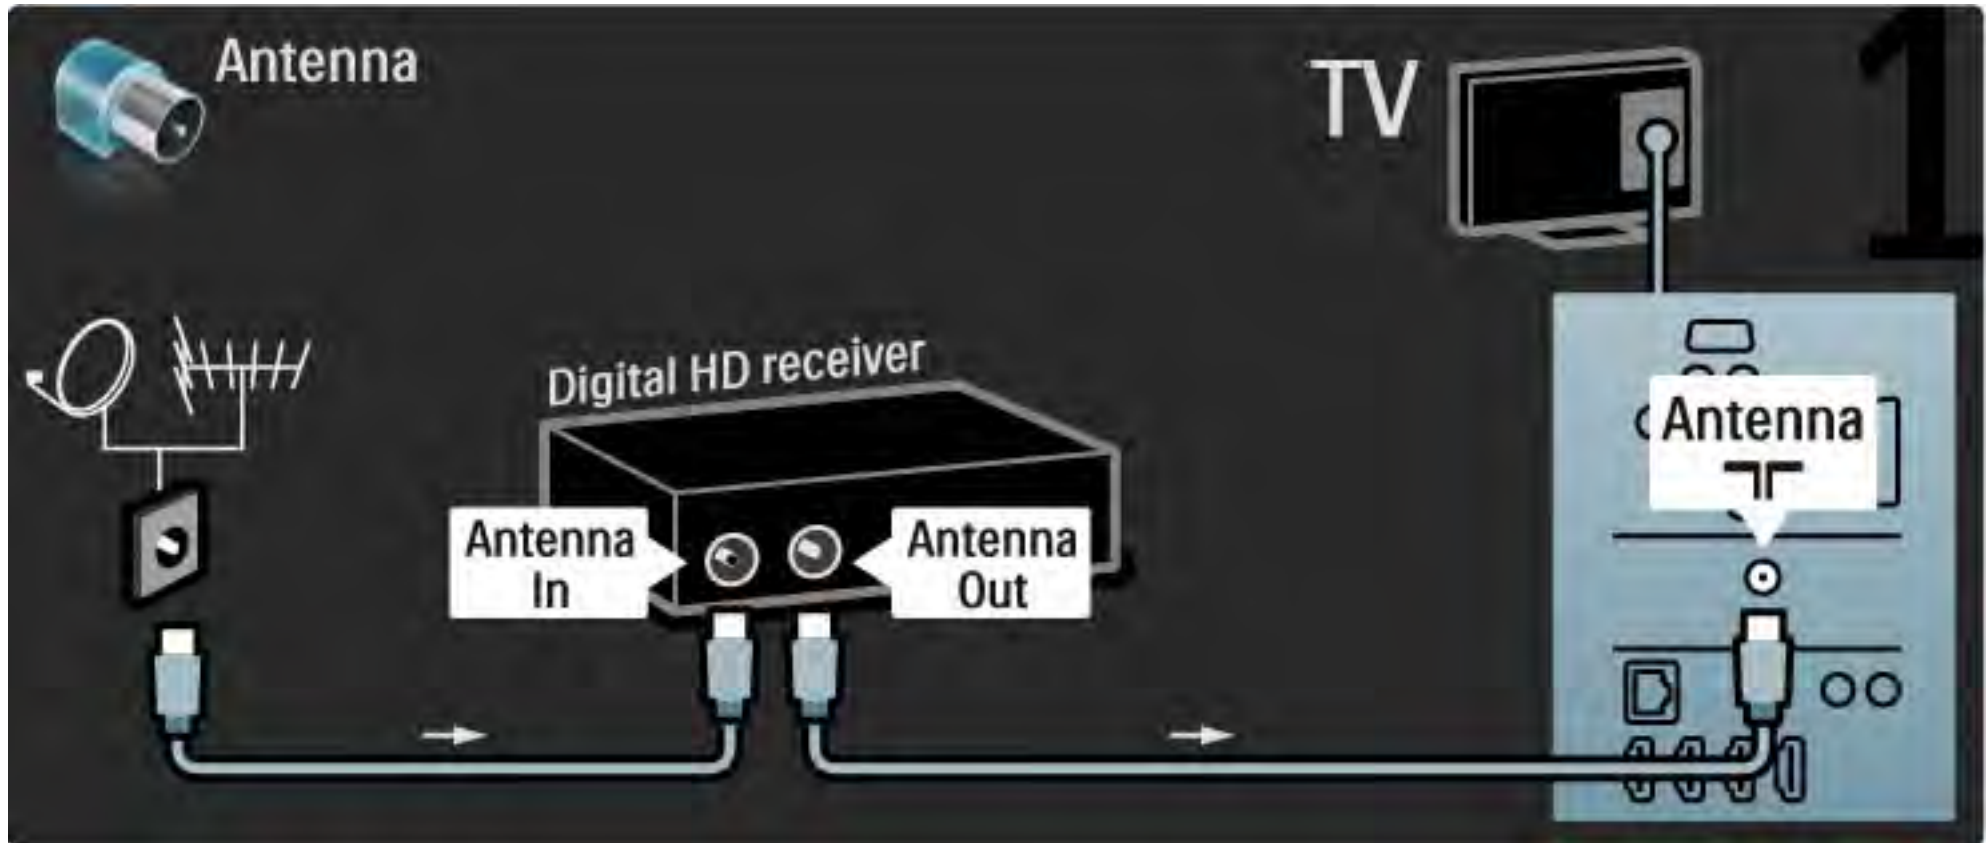 Antenna
TV
1
Digital HD receiver
Antenna
In
Antenna
Out
Antenna